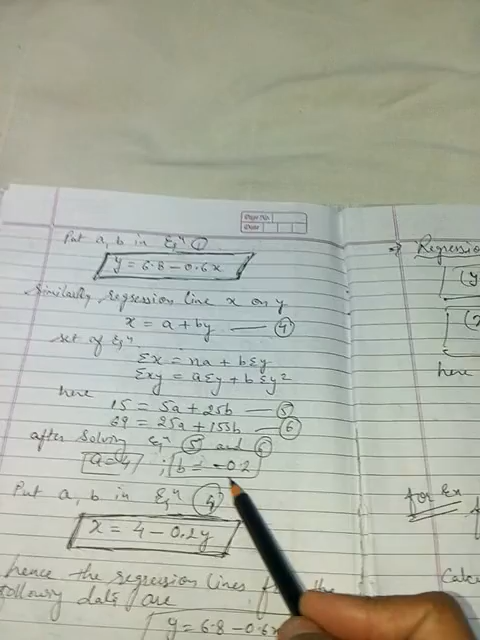 Page No.
Date
Put a, b in Eqⁿ ①
y = 6.8 - 0.6x
Similarly regression line x on y
x = a + by — ④
set of Eqⁿ
Σx = na + bΣy
Σxy = aΣy + bΣy²
here
15 = 5a + 25b — ⑤
69 = 25a + 155b — ⑥
after solving Eqⁿ ⑤ and ⑥
a = 4 ; b = -0.2
Put a, b in Eqⁿ ④
x = 4 - 0.2y
hence the regression lines for the
following data are
y = 6.8 - 0.6x
⇒ Regression
(y
(x
here
for Ex